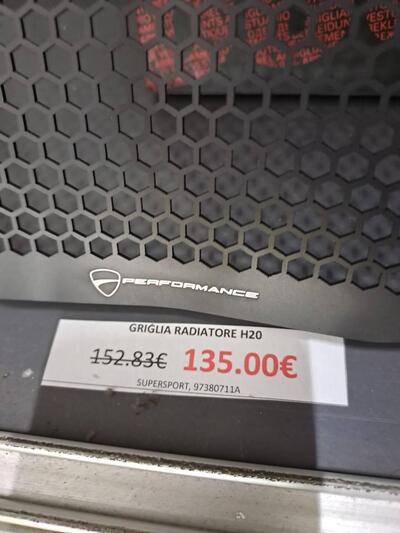 PERFORMANCE
GRIGLIA RADIATORE H20
152.83€ 135.00€
SUPERSPORT, 97380711A